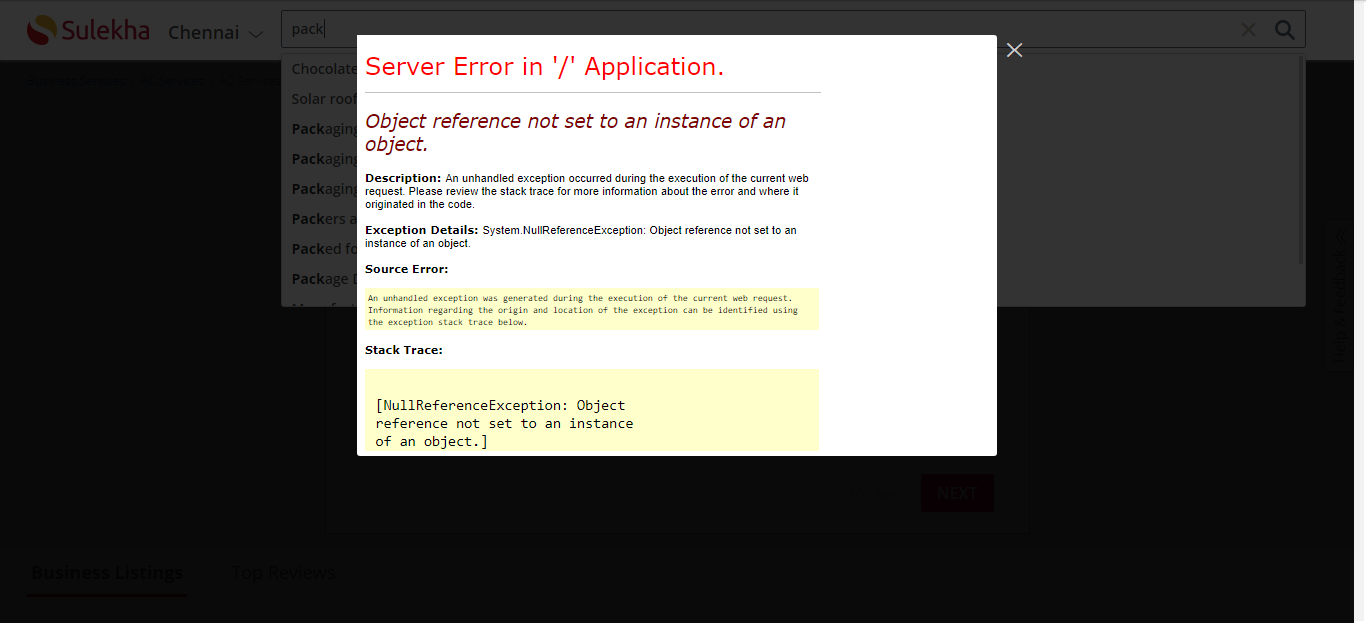 Sulekha Chennai pack
Chocolate
Solar roof
Packaging
Packaging
Packaging
Packers a
Packed fo
Package D
Server Error in '/' Application.
Object reference not set to an instance of an
object.
Description: An unhandled exception occurred during the execution of the current web
request. Please review the stack trace for more information about the error and where it
originated in the code.
Exception Details: System.NullReferenceException: Object reference not set to an
instance of an object.
Source Error:
An unhandled exception was generated during the execution of the current web request.
Information regarding the origin and location of the exception can be identified using
the exception stack trace below.
Stack Trace:
[NullReferenceException: Object
reference not set to an instance
of an object.]
NEXT
Business Listings Top Reviews